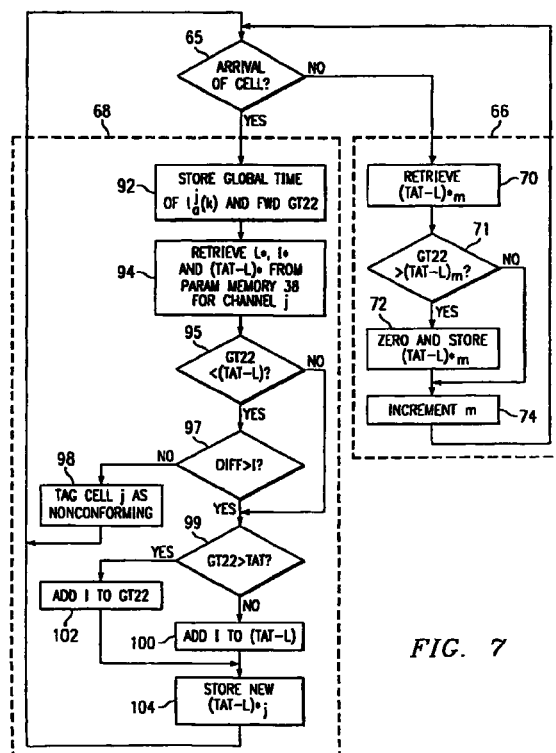 65
ARRIVAL
OF CELL?
NO
YES
68
92
STORE GLOBAL TIME
OF l_a^j(k) AND FWD GT22
94
RETRIEVE L*, I*
AND (TAT-L)* FROM
PARAM MEMORY 38
FOR CHANNEL j
95
GT22
<(TAT-L)?
NO
YES
97
DIFF>I?
NO
YES
98
TAG CELL j AS
NONCONFORMING
99
GT22>TAT?
YES
NO
ADD I TO GT22
102
100
ADD I TO (TAT-L)
104
STORE NEW
(TAT-L)*j
66
RETRIEVE
(TAT-L)*m
70
71
GT22
>(TAT-L)m?
NO
YES
72
ZERO AND STORE
(TAT-L)*m
INCREMENT m
74
FIG. 7